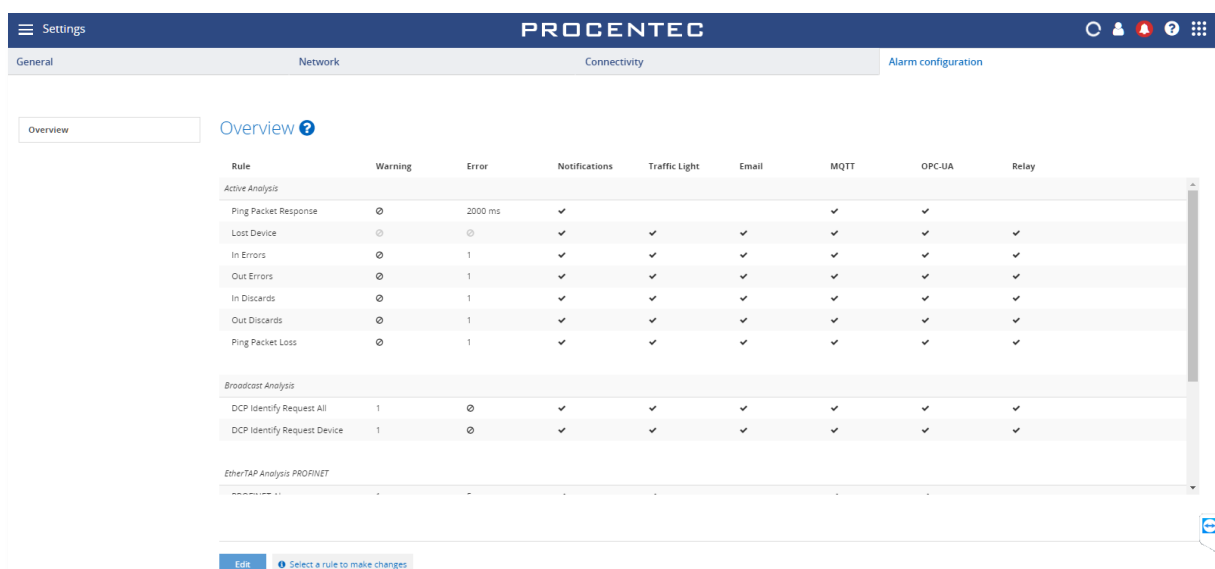 Settings
PROCENTEC
General Network Connectivity Alarm configuration
Overview
Overview
Rule Warning Error Notifications Traffic Light Email MQTT OPC-UA Relay
Active Analysis
Ping Packet Response 2000 ms
Lost Device
In Errors 1
Out Errors 1
In Discards 1
Out Discards 1
Ping Packet Loss 1
Broadcast Analysis
DCP Identify Request All 1
DCP Identify Request Device 1
EtherTAP Analysis PROFINET
Edit Select a rule to make changes